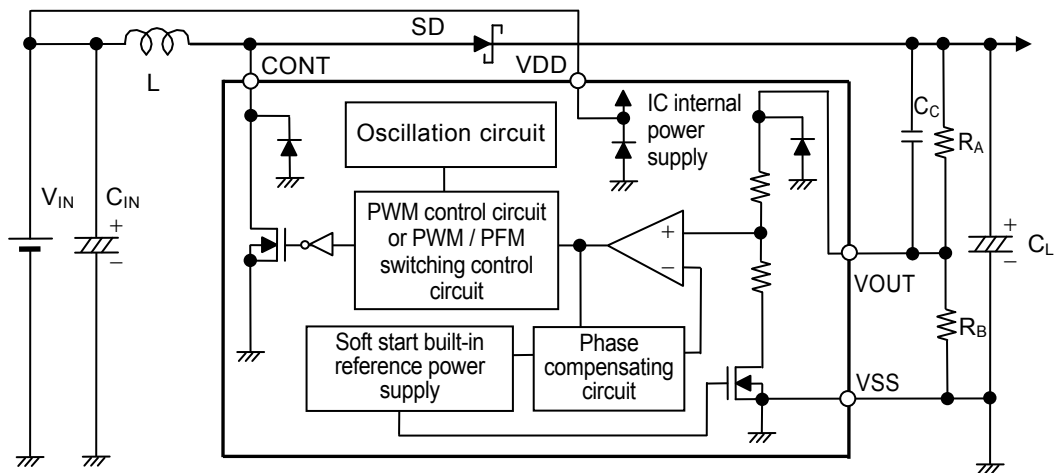 SD
L
CONT
VDD
IC internal
power
supply
Oscillation circuit
CC
RA
VIN
CIN
+
−
PWM control circuit
or PWM / PFM
switching control
circuit
+
−
VOUT
+
−
CL
RB
Soft start built-in
reference power
supply
Phase
compensating
circuit
VSS